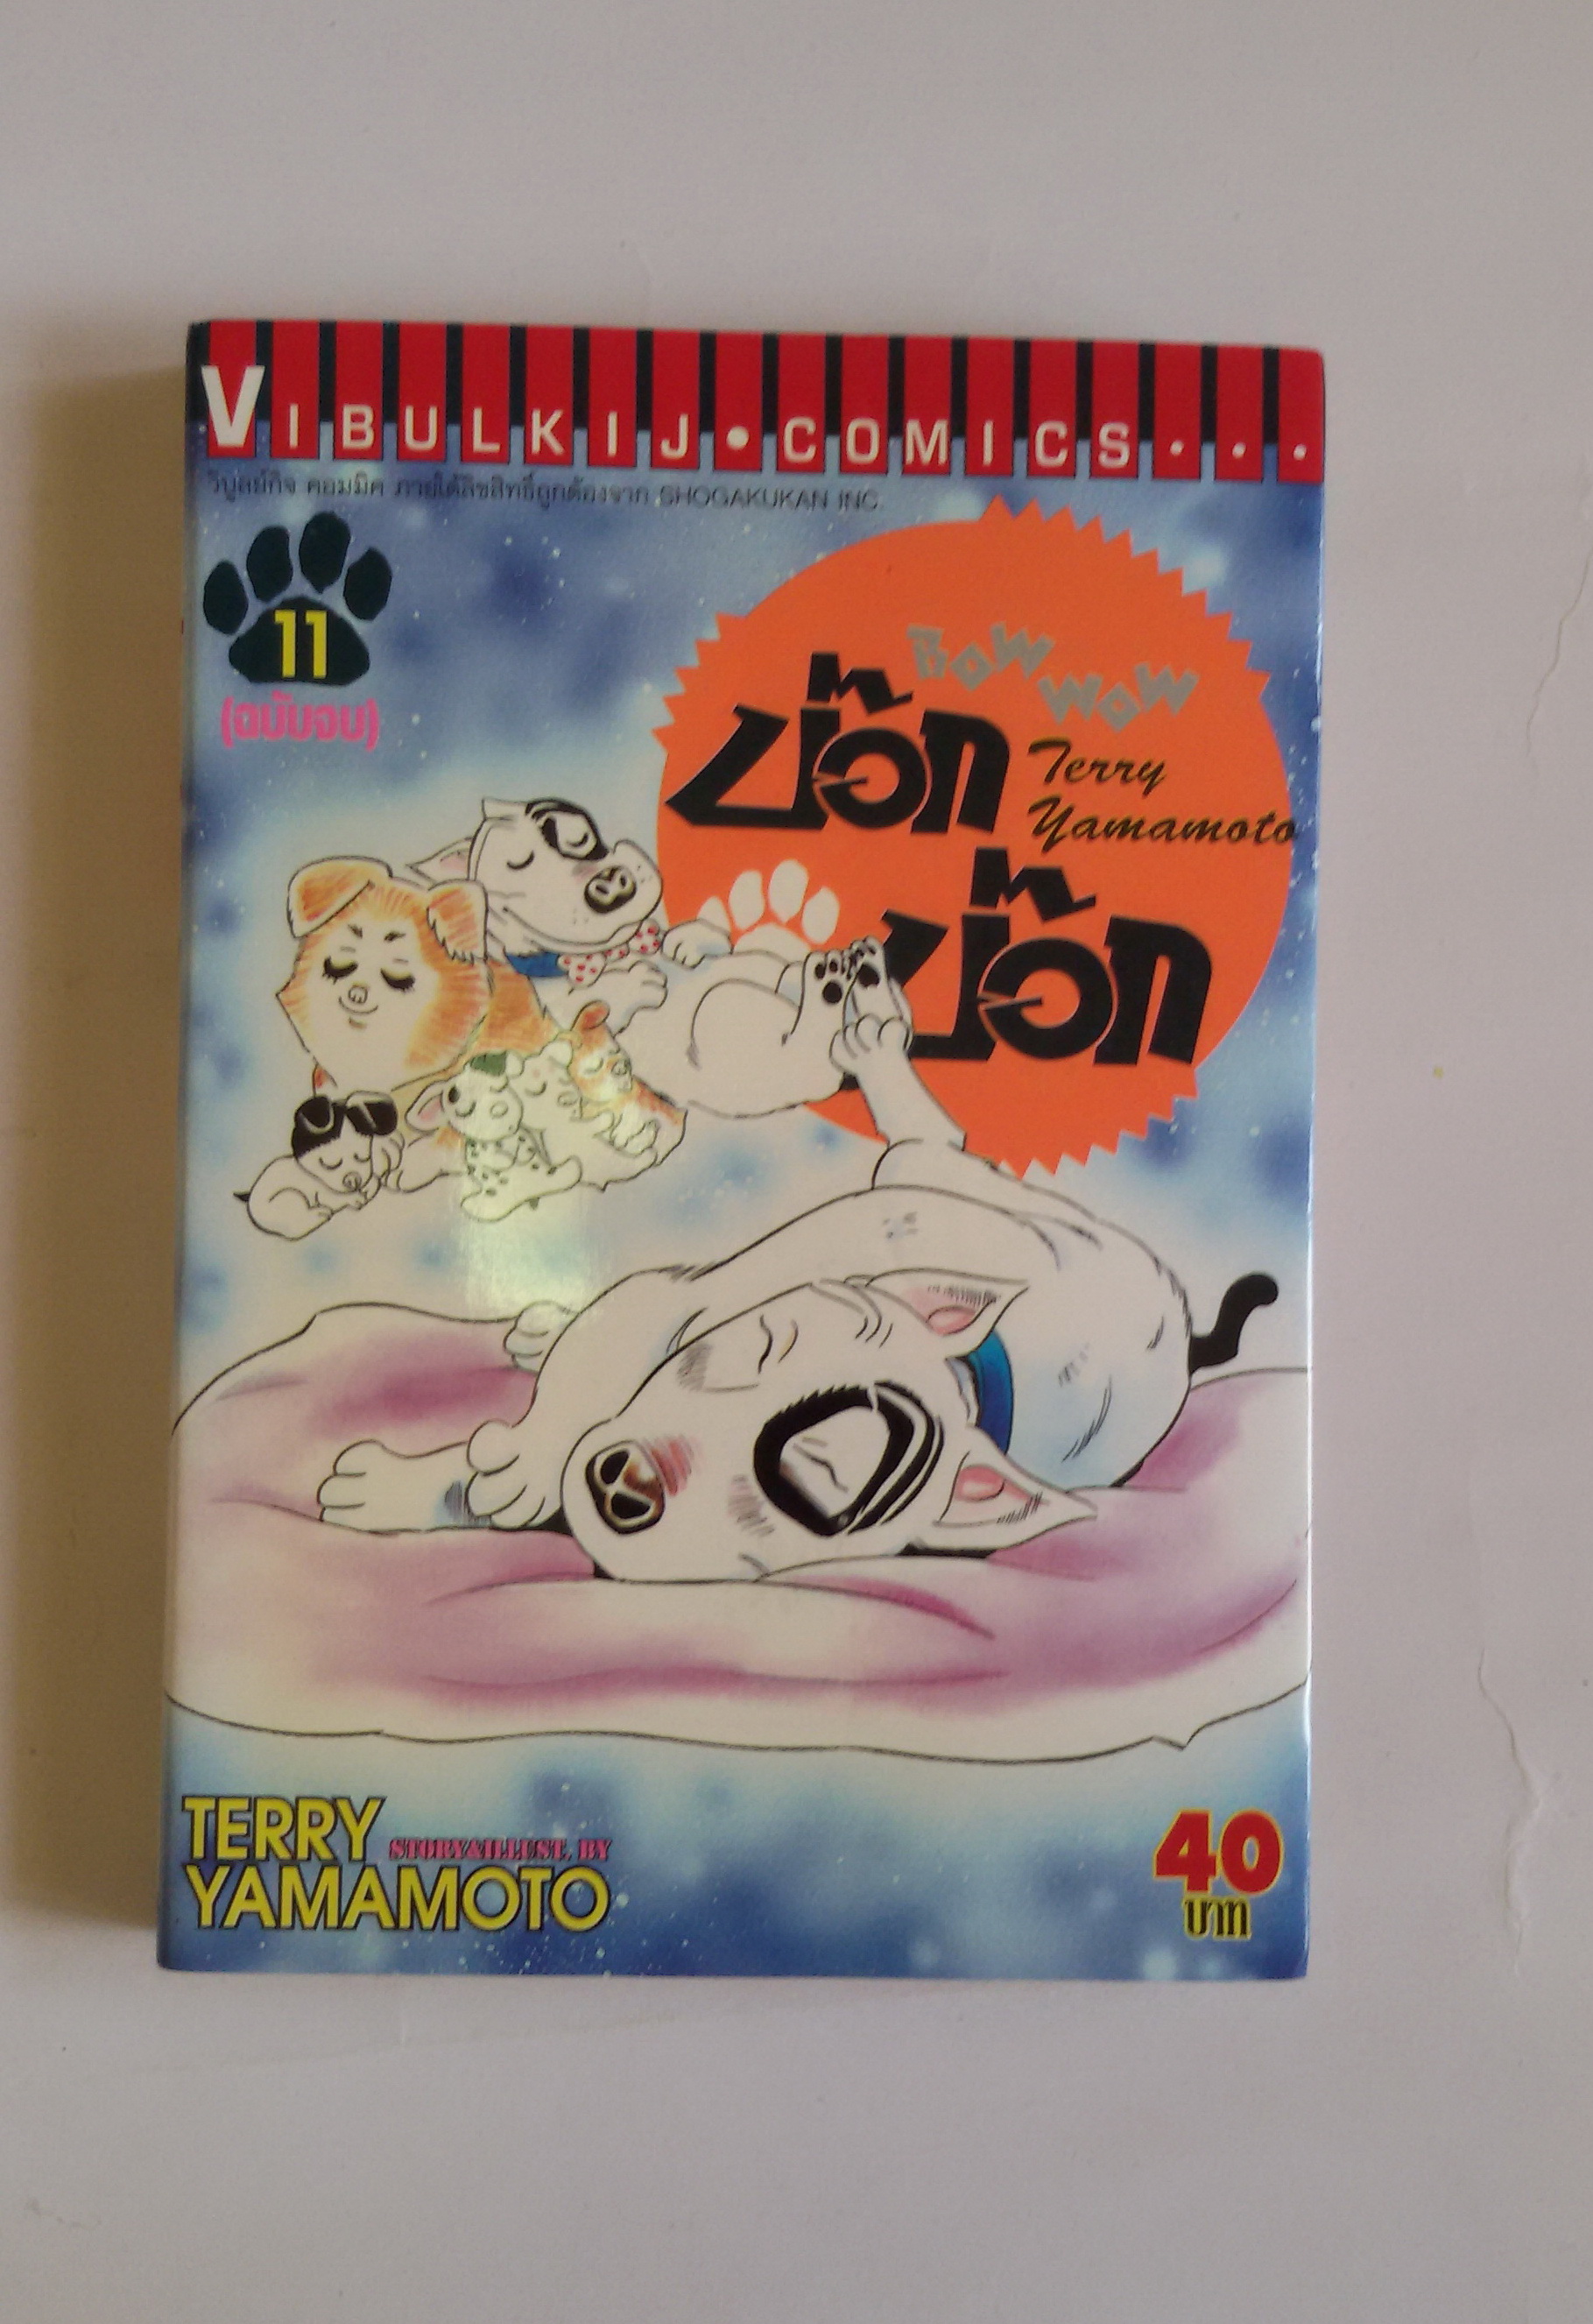 VIBULKIJ•COMICS...
วิบูลย์กิจ คอมมิค ภายใต้ลิขสิทธิ์ถูกต้องจาก SHOGAKUKAN INC.
11
(ฉบับจบ)
BOW
WOW
บ๊อก
Terry
Yamamoto
บ๊อก
TERRY
STORY&ILLUST. BY
YAMAMOTO
40
บาท